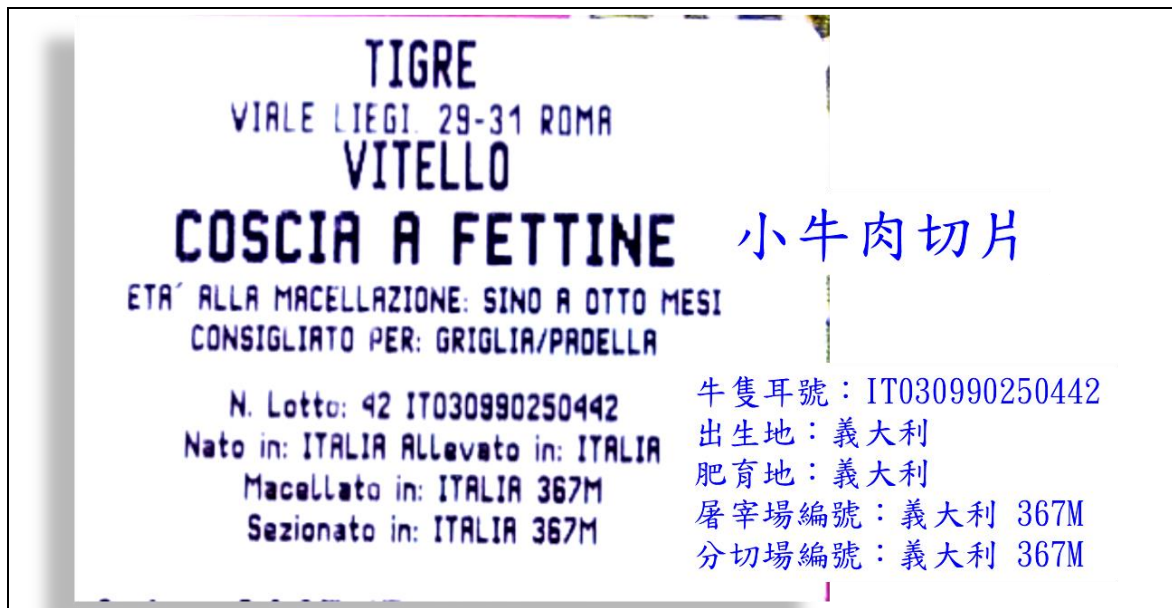 TIGRE
VIALE LIEGI. 29-31 ROMA
VITELLO
COSCIA A FETTINE
小牛肉切片
ETA´ ALLA MACELLAZIONE: SINO A OTTO MESI
CONSIGLIATO PER: GRIGLIA/PADELLA
N. Lotto: 42 IT030990250442
Nato in: ITALIA ALLevato in: ITALIA
Macellato in: ITALIA 367M
Sezionato in: ITALIA 367M
牛隻耳號：IT030990250442
出生地：義大利
肥育地：義大利
屠宰場編號：義大利 367M
分切場編號：義大利 367M